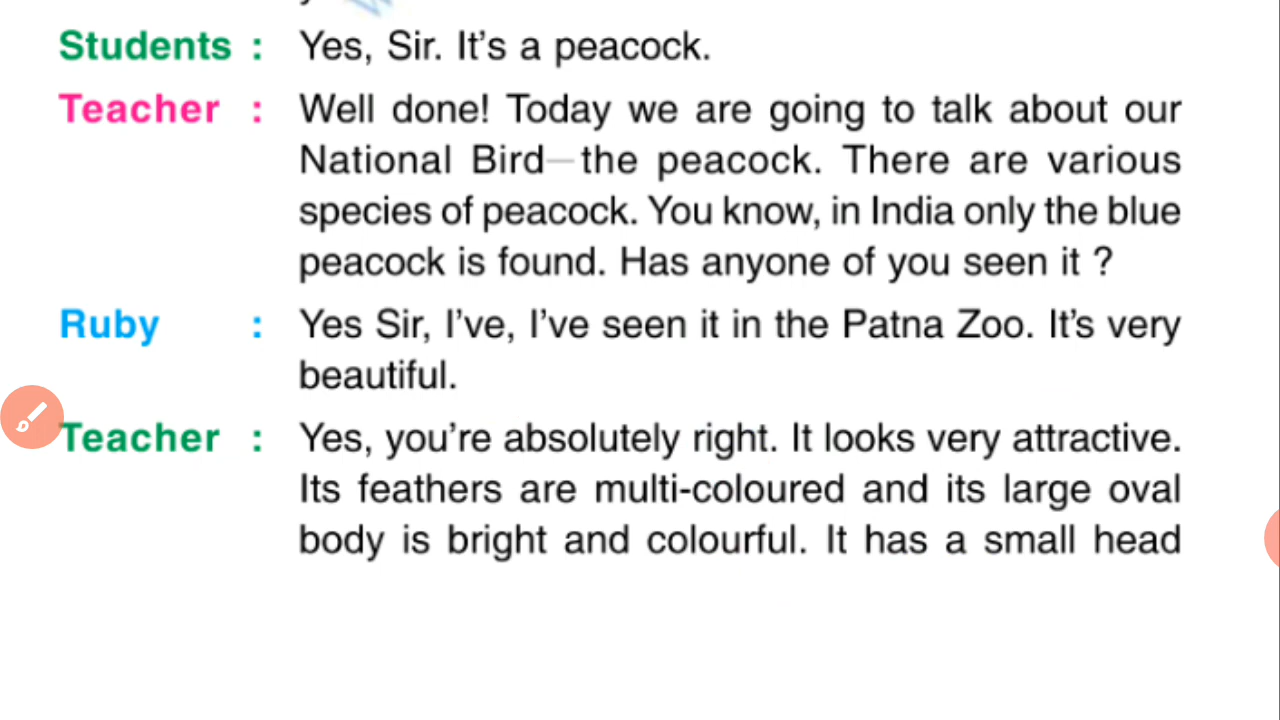 Students : Yes, Sir. It's a peacock.
Teacher : Well done! Today we are going to talk about our
National Bird—the peacock. There are various
species of peacock. You know, in India only the blue
peacock is found. Has anyone of you seen it ?
Ruby : Yes Sir, I've, I've seen it in the Patna Zoo. It's very
beautiful.
Teacher : Yes, you're absolutely right. It looks very attractive.
Its feathers are multi-coloured and its large oval
body is bright and colourful. It has a small head